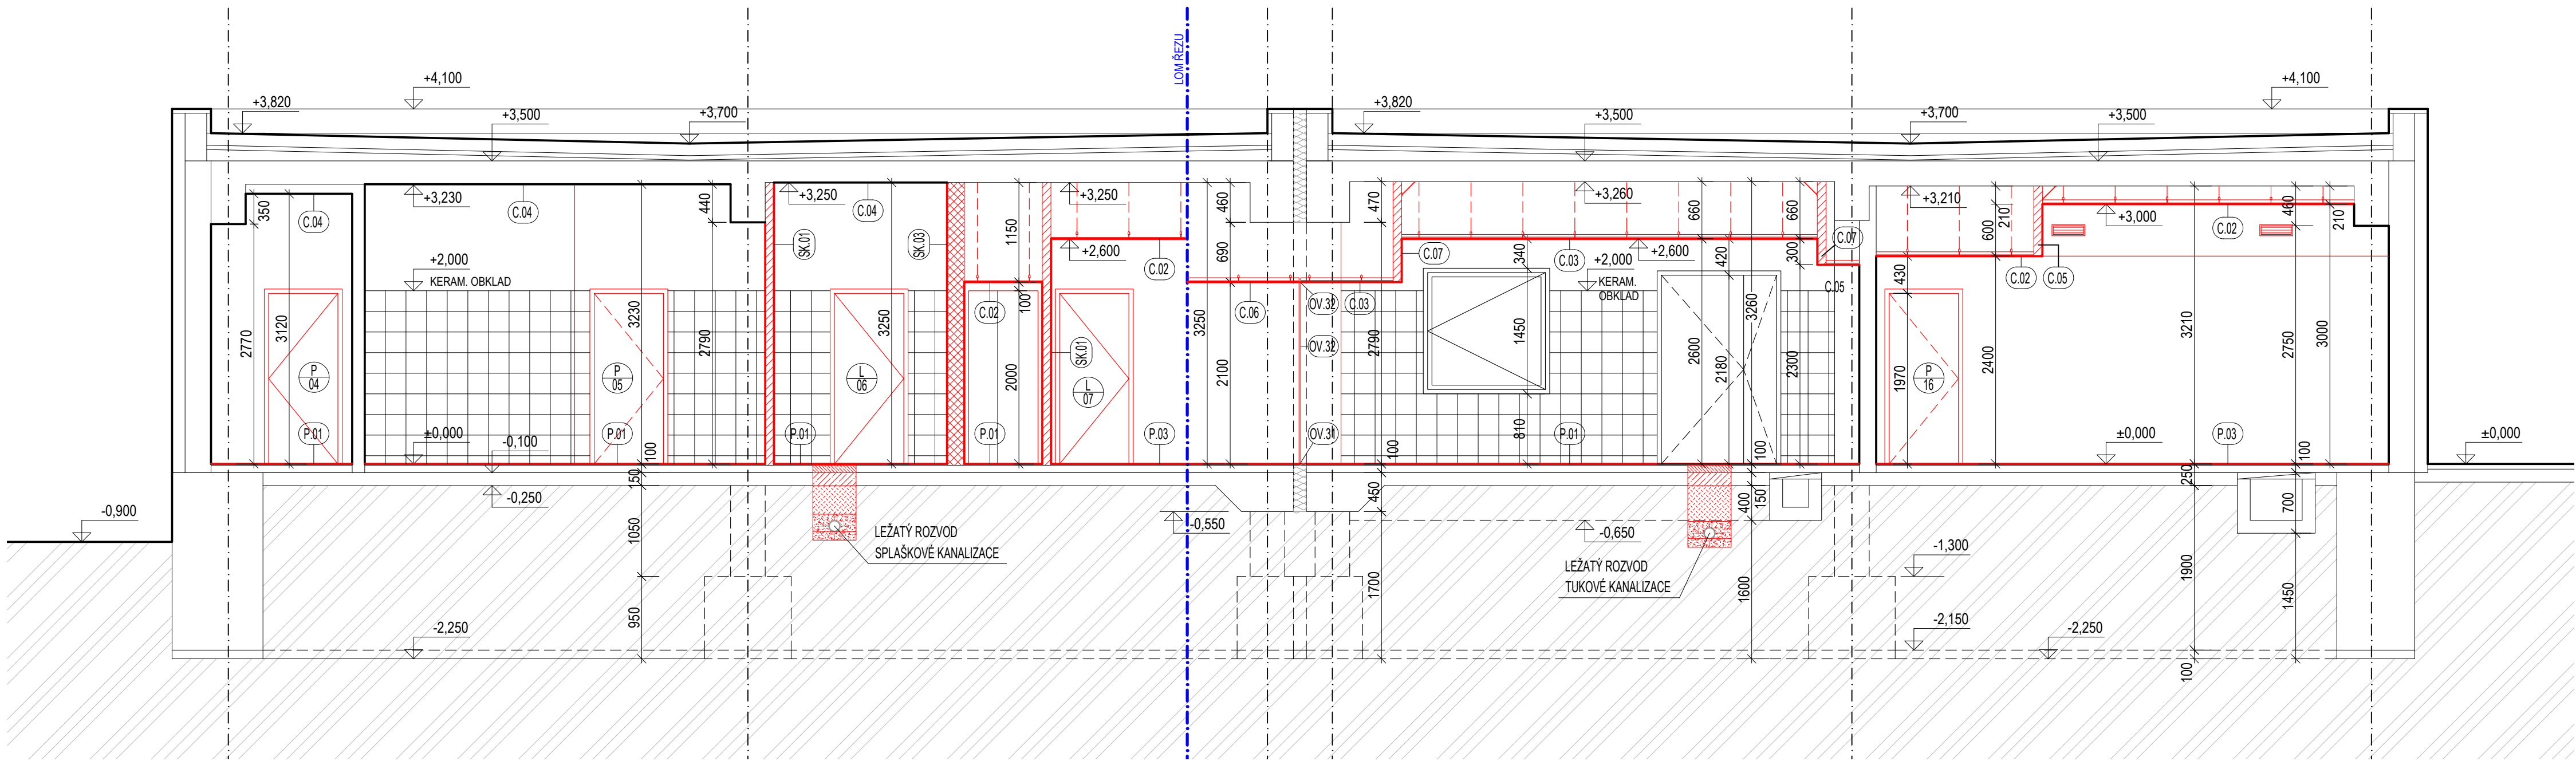 LOM ŘEZU
+4,100
+4,100
+3,820
+3,500
+3,700
+3,820
+3,500
+3,700
+3,500
350
3120
2770
C.04
+3,230
C.04
440
+3,250
C.04
SK.01
SK.03
1150
+3,250
460
470
+3,260
660
660
+3,210
600
210
+3,000
C.02
460
210
+2,000
KERAM. OBKLAD
3230
2790
3250
C.02
100
2000
SK.01
+2,600
C.02
690
3250
2100
C.06
OV.32
OV.32
C.03
C.07
340
C.03
+2,000
KERAM.
OBKLAD
+2,600
420
300
C.07
C.05
C.02
C.05
430
2790
1450
810
2600
2180
3260
2300
1970
2400
3210
2750
3000
P
04
P
05
L
06
L
07
P
16
P.01
±0,000
-0,100
P.01
100
P.01
P.01
P.03
OV.31
100
P.01
100
±0,000
P.03
100
±0,000
-0,900
-0,250
150
1050
950
-2,250
LEŽATÝ ROZVOD
SPLAŠKOVÉ KANALIZACE
-0,550
450
1700
-0,650
LEŽATÝ ROZVOD
TUKOVÉ KANALIZACE
400
150
1600
-1,300
-2,150
-2,250
250
1900
100
700
1450